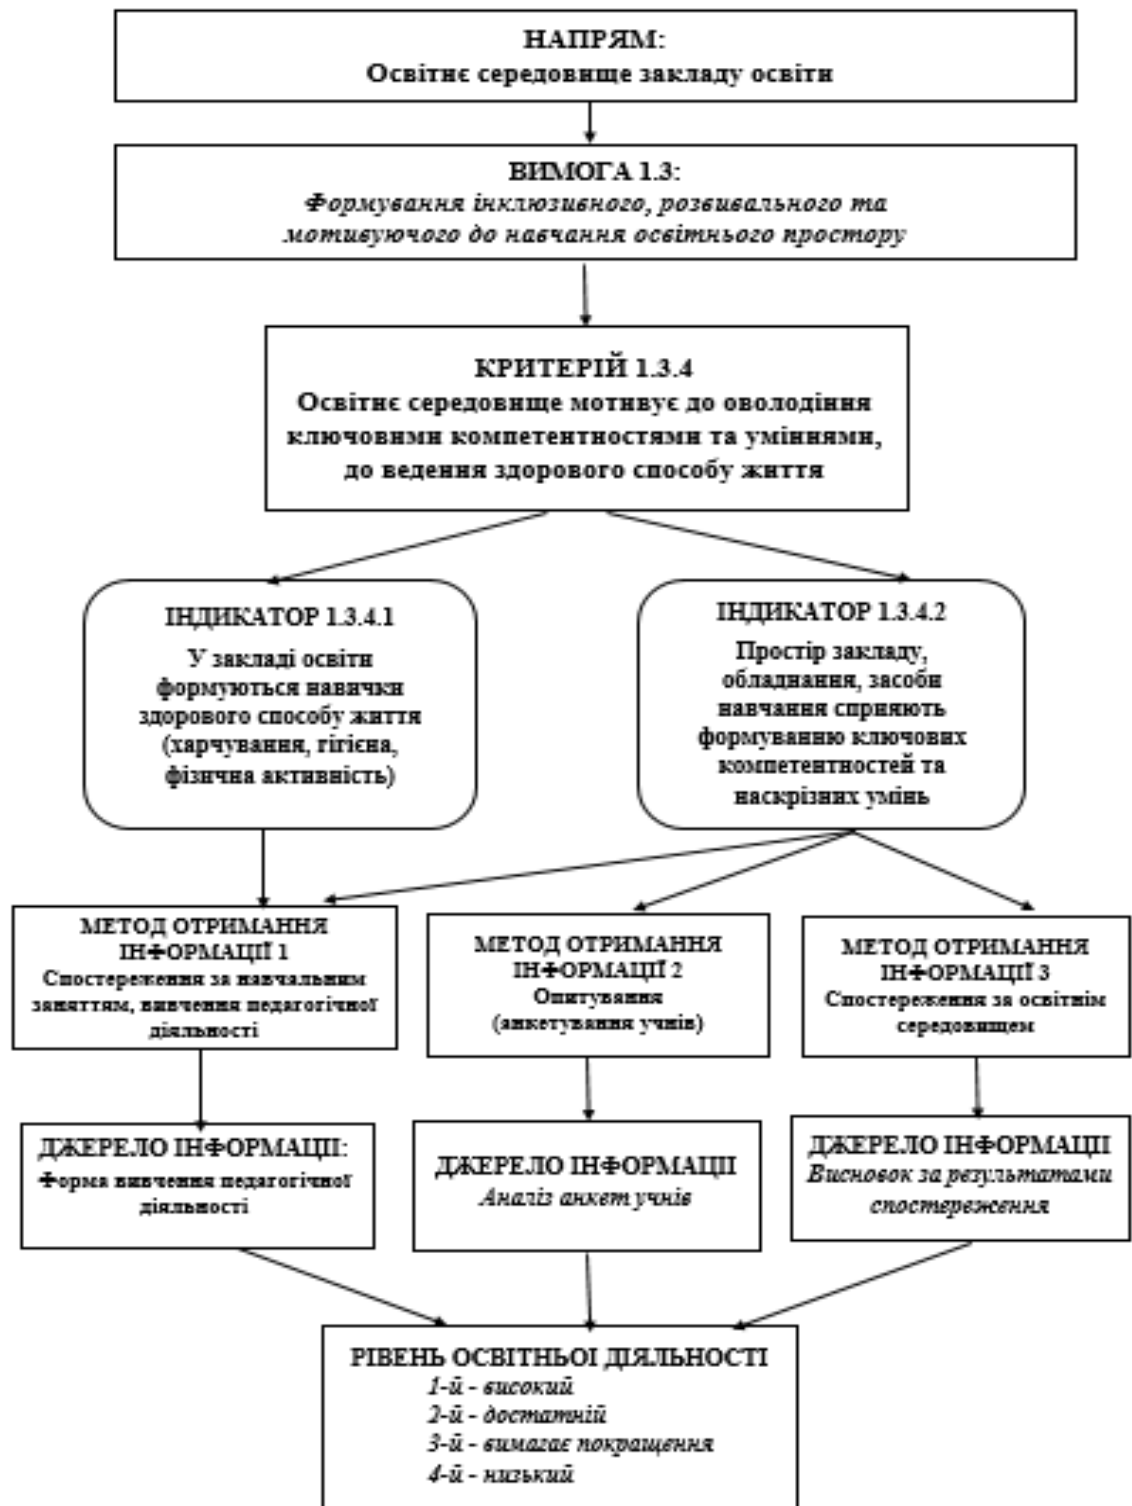 НАПРЯМ:
Освітнє середовище закладу освіти
ВИМОГА 1.3:
Формування інклюзивного, розвивального та
мотивуючого до навчання освітнього простору
КРИТЕРІЙ 1.3.4
Освітнє середовище мотивує до оволодіння
ключовими компетентностями та уміннями,
до ведення здорового способу життя
ІНДИКАТОР 1.3.4.1
У закладі освіти
формуються навички
здорового способу життя
(харчування, гігієна,
фізична активність)
ІНДИКАТОР 1.3.4.2
Простір закладу,
обладнання, засоби
навчання сприяють
формуванню ключових
компетентностей та
наскрізних умінь
МЕТОД ОТРИМАННЯ
ІНФОРМАЦІЇ 1
Спостереження за навчальним
заняттям, вивчення педагогічної
діяльності
МЕТОД ОТРИМАННЯ
ІНФОРМАЦІЇ 2
Опитування
(анкетування учнів)
МЕТОД ОТРИМАННЯ
ІНФОРМАЦІЇ 3
Спостереження за освітнім
середовищем
ДЖЕРЕЛО ІНФОРМАЦІІ:
Форма вивчення педагогічної
діяльності
ДЖЕРЕЛО ІНФОРМАЦІІ
Аналіз анкет учнів
ДЖЕРЕЛО ІНФОРМАЦІІ
Висновок за результатами
спостереження
РІВЕНЬ ОСВІТНЬОІ ДІЯЛЬНОСТІ
1-й - високий
2-й - достатній
3-й - вимагає покращення
4-й - низький